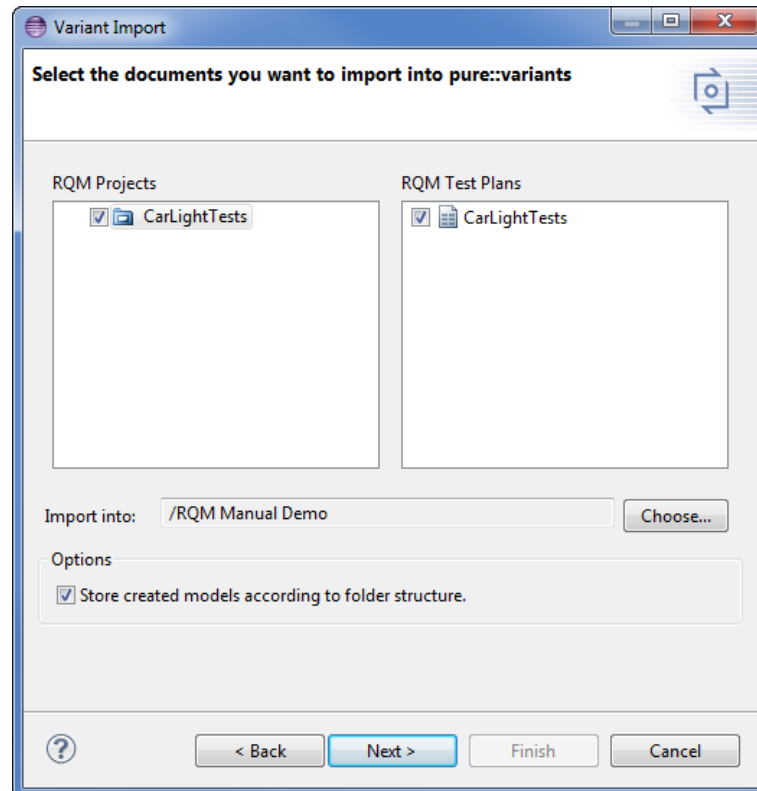 Variant Import
Select the documents you want to import into pure::variants
RQM Projects
RQM Test Plans
CarLightTests
CarLightTests
Import into:
/RQM Manual Demo
Choose...
Options
Store created models according to folder structure.
?
< Back
Next >
Finish
Cancel